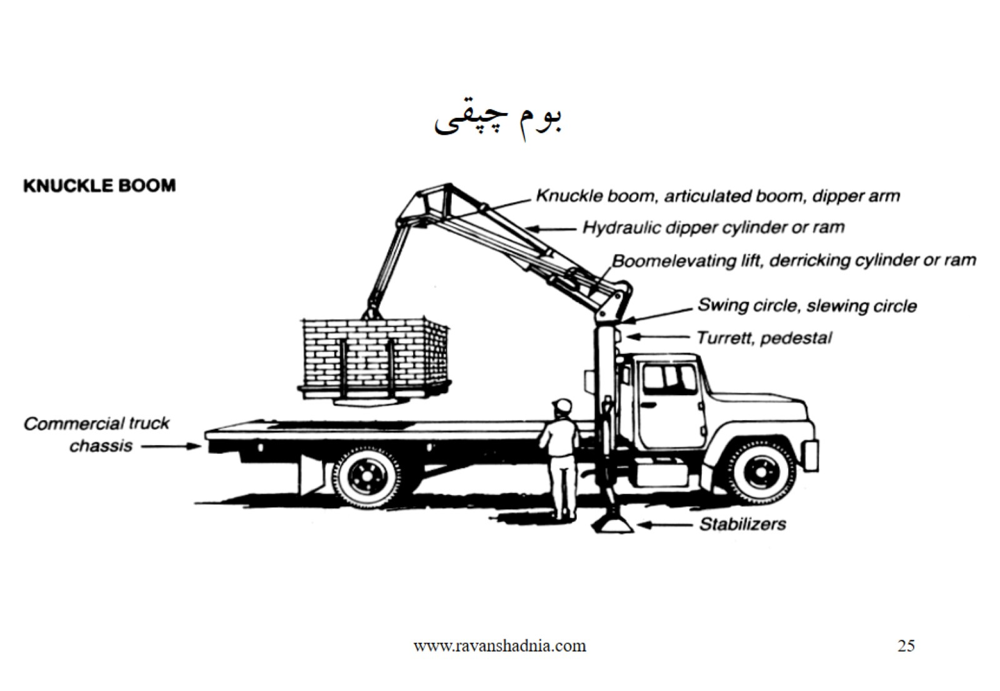 بوم چپقی
KNUCKLE BOOM
Knuckle boom, articulated boom, dipper arm
Hydraulic dipper cylinder or ram
Boomelevating lift, derricking cylinder or ram
Swing circle, slewing circle
Turrett, pedestal
Commercial truck
chassis
Stabilizers
www.ravanshadnia.com
25